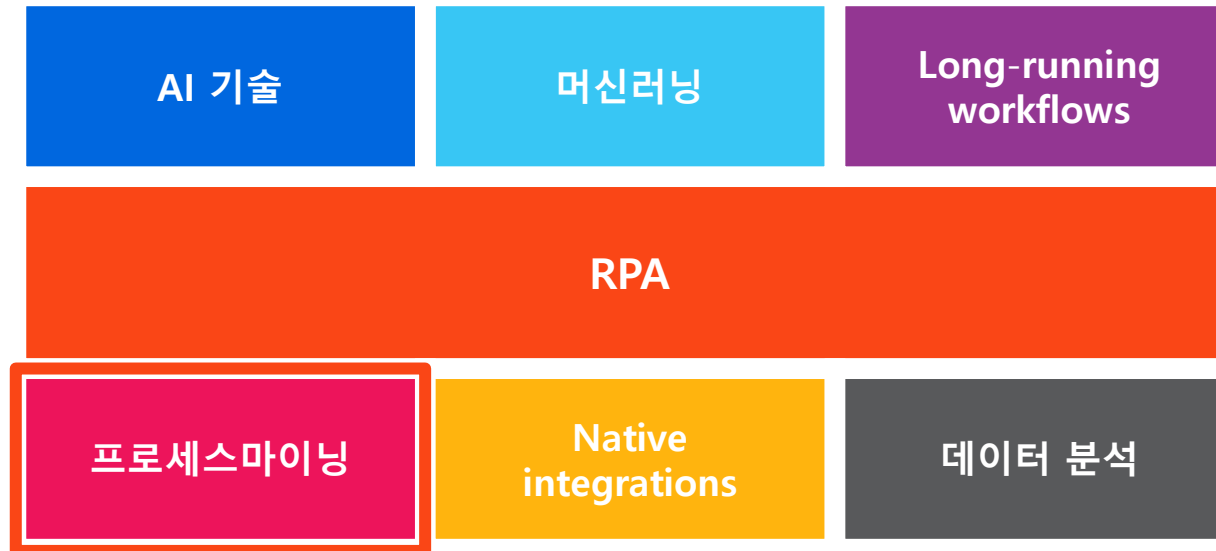 AI 기술
머신러닝
Long-running
workflows
RPA
프로세스마이닝
Native
integrations
데이터 분석